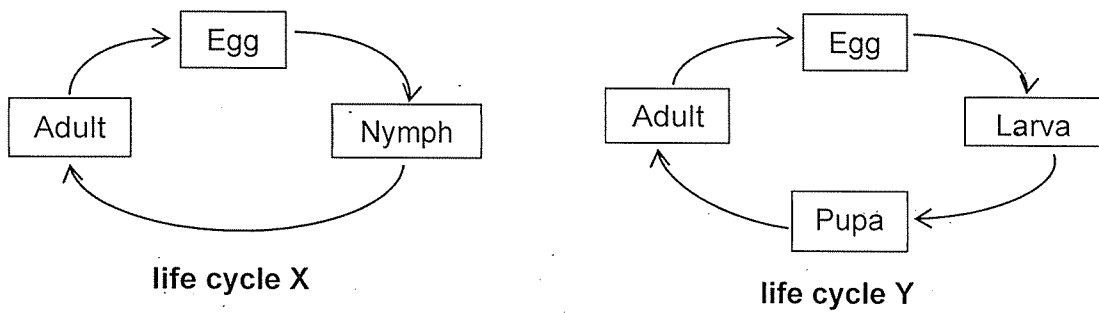 Egg
Adult
Nymph
life cycle X
Egg
Adult
Larva
Pupa
life cycle Y